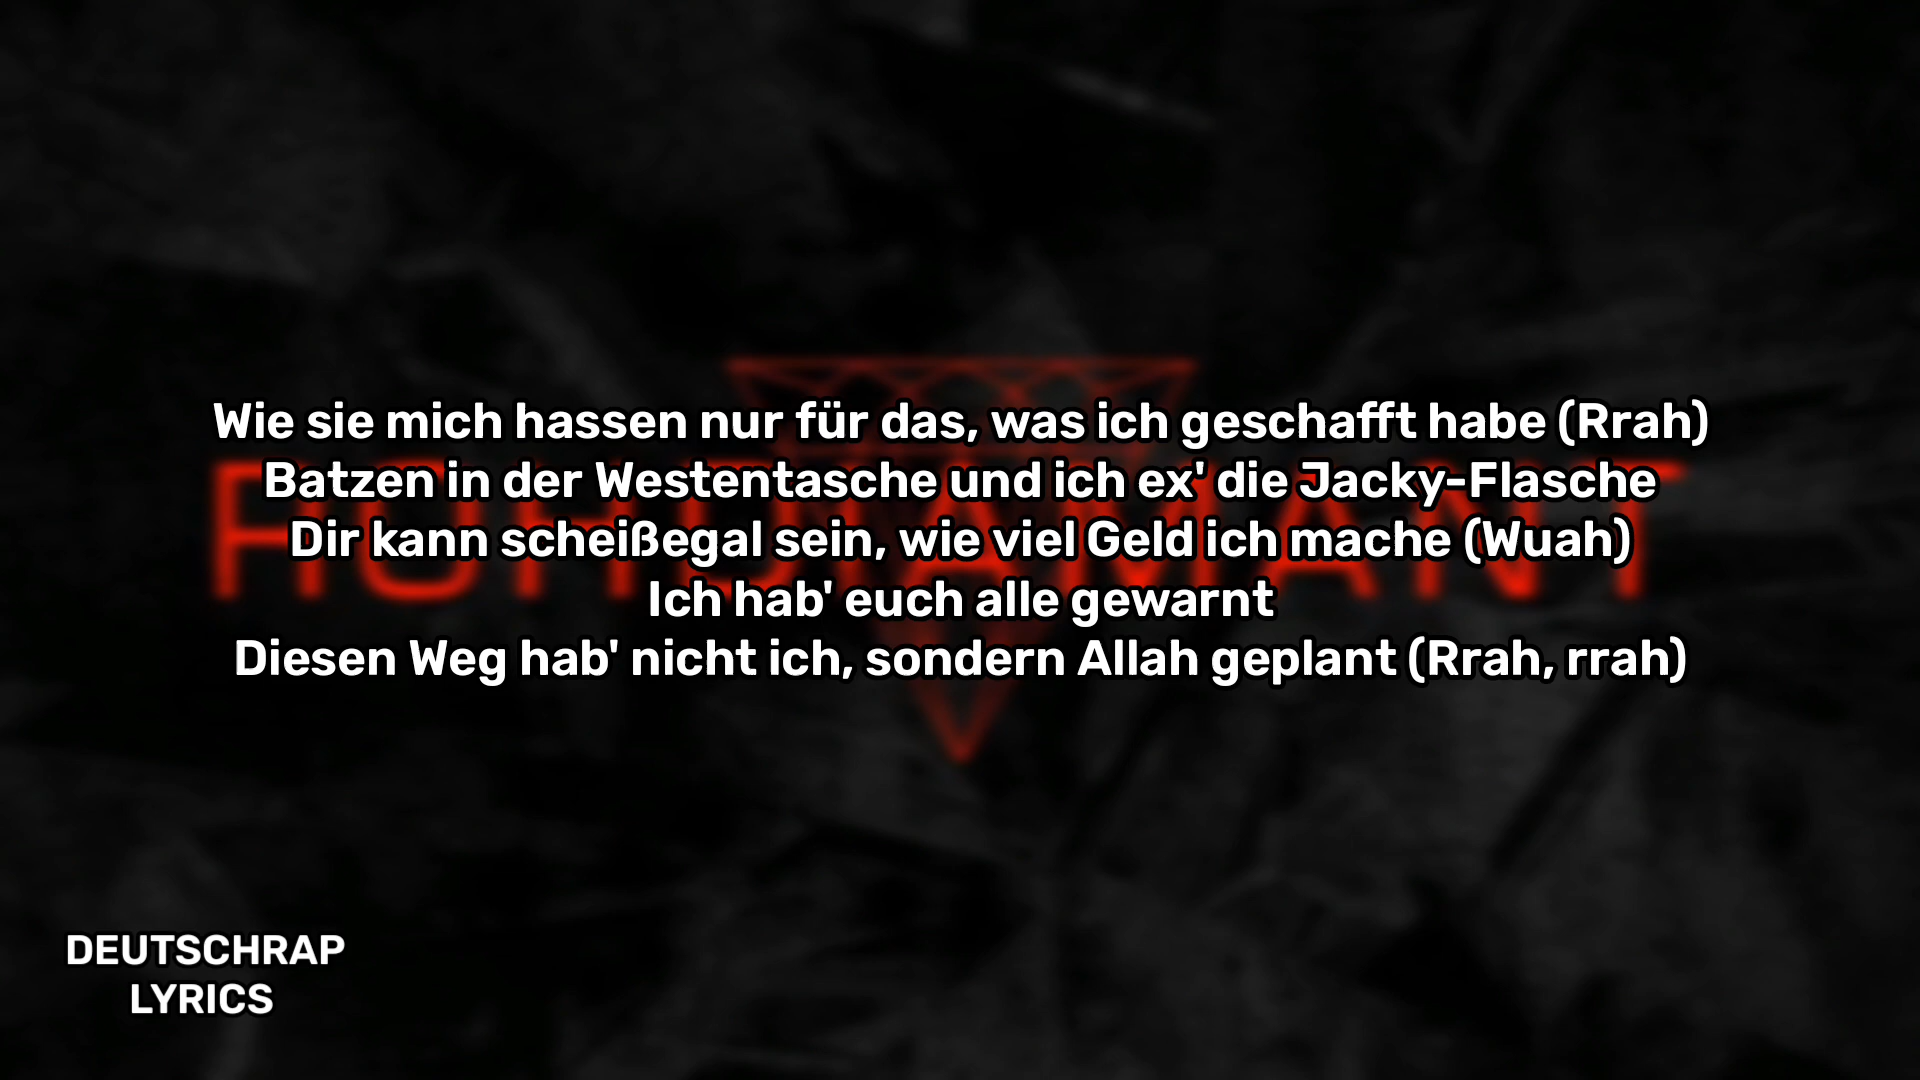 Wie sie mich hassen nur für das, was ich geschafft habe (Rrah)
Batzen in der Westentasche und ich ex' die Jacky-Flasche
Dir kann scheißegal sein, wie viel Geld ich mache (Wuah)
Ich hab' euch alle gewarnt
Diesen Weg hab' nicht ich, sondern Allah geplant (Rrah, rrah)
DEUTSCHRAP
LYRICS